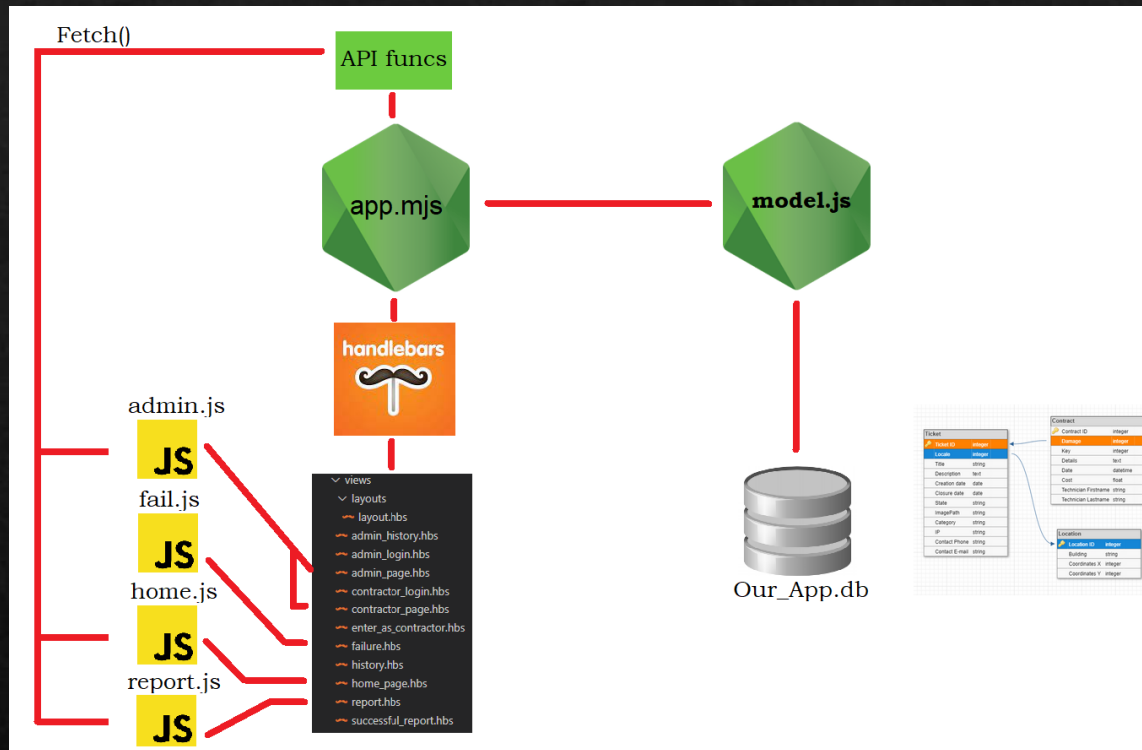 Fetch()
API funcs
app.mjs
model.js
handlebars
admin.js
JS
fail.js
JS
home.js
JS
report.js
JS
views
layouts
layout.hbs
admin_history.hbs
admin_login.hbs
admin_page.hbs
contractor_login.hbs
contractor_page.hbs
enter_as_contractor.hbs
failure.hbs
history.hbs
home_page.hbs
report.hbs
successful_report.hbs
Our_App.db
Ticket
Ticket ID integer
Locale integer
Title string
Description text
Creation date date
Closure date date
State string
ImagePath string
Category string
IP string
Contact Phone string
Contact E-mail string
Contract
Contract ID integer
Damage integer
Key integer
Details text
Date datetime
Cost float
Technician Firstname string
Technician Lastname string
Location
Location ID integer
Building string
Coordinates X integer
Coordinates Y integer